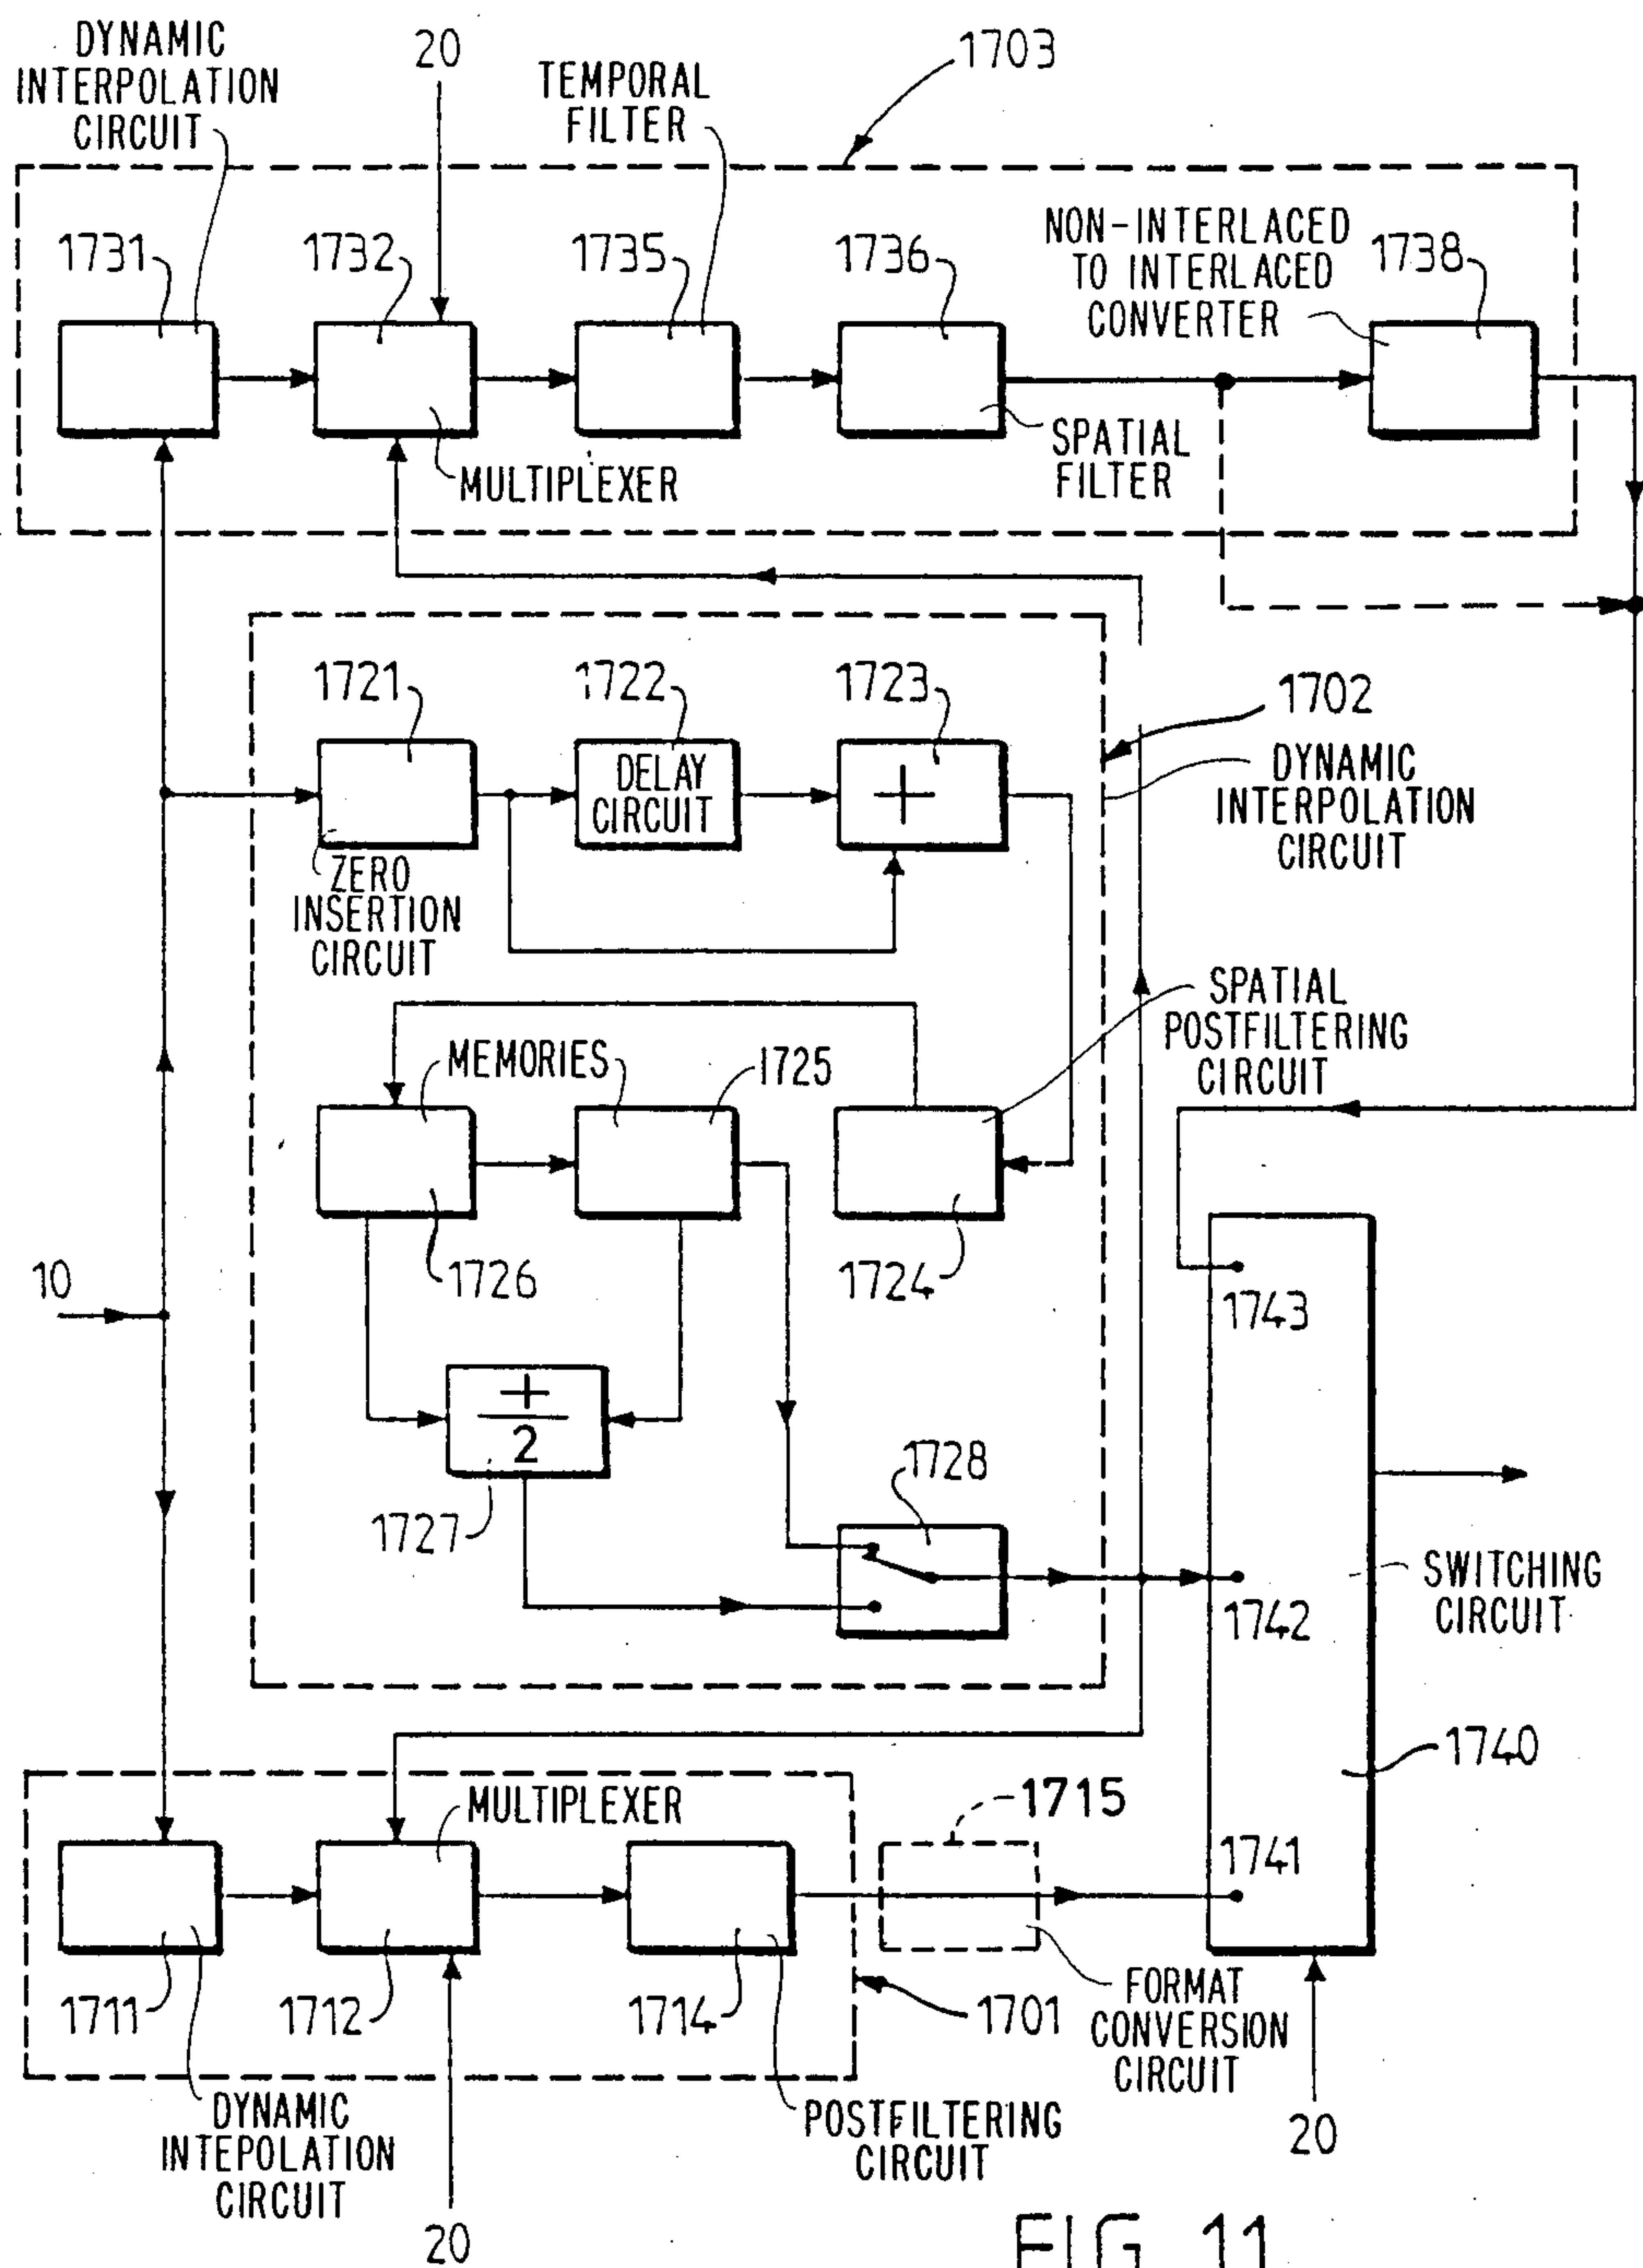 DYNAMIC
INTERPOLATION
CIRCUIT
20
TEMPORAL
FILTER
1703
1731
1732
1735
1736
NON-INTERLACED
TO INTERLACED
CONVERTER
1738
MULTIPLEXER
SPATIAL
FILTER
1721
1722
1723
1702
DELAY
CIRCUIT
+
DYNAMIC
INTERPOLATION
CIRCUIT
ZERO
INSERTION
CIRCUIT
SPATIAL
POSTFILTERING
CIRCUIT
MEMORIES
1725
10
1726
1724
1743
+
2
1727
1728
1742
SWITCHING
CIRCUIT
1740
MULTIPLEXER
1715
1741
1711
1712
1714
1701
FORMAT
CONVERSION
CIRCUIT
DYNAMIC
INTEPOLATION
CIRCUIT
20
POSTFILTERING
CIRCUIT
20
FIG. 11